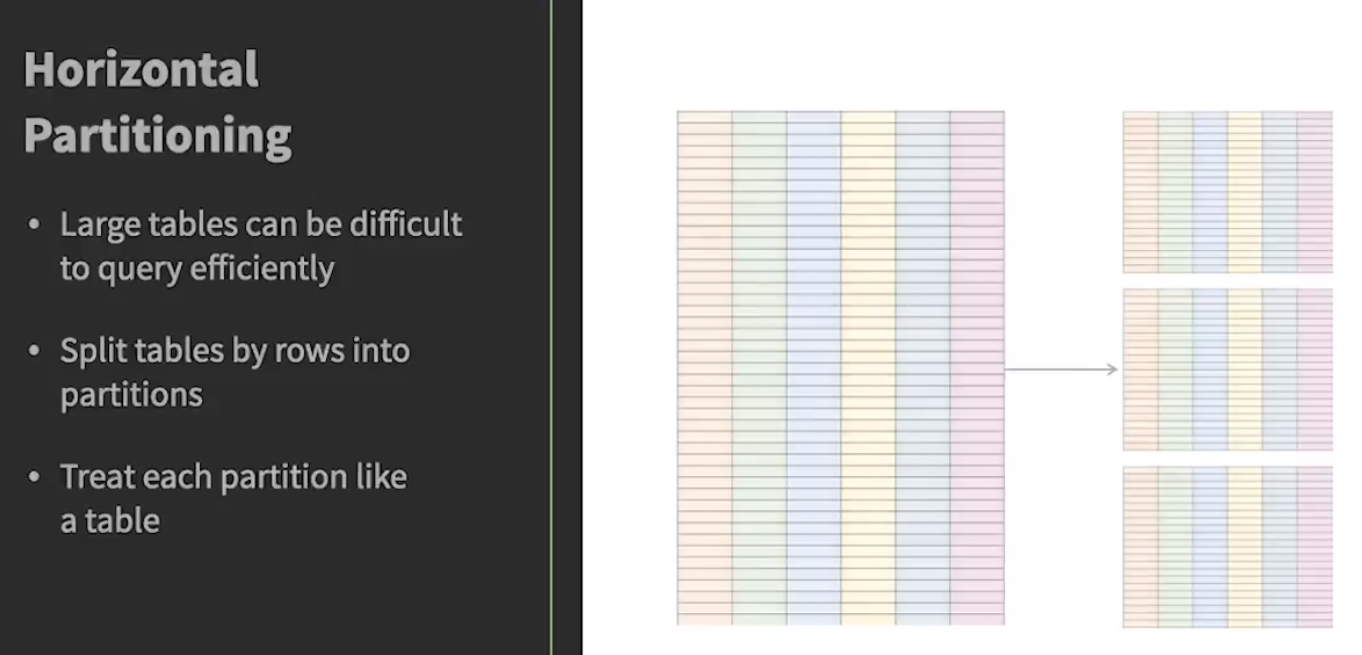 Horizontal
Partitioning
• Large tables can be difficult
to query efficiently
• Split tables by rows into
partitions
• Treat each partition like
a table